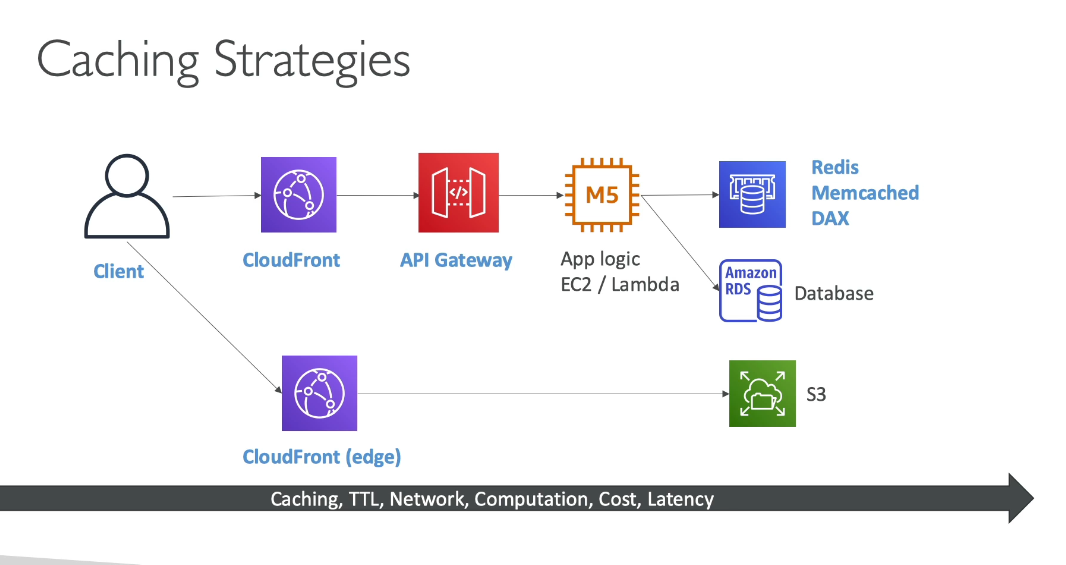 Caching Strategies
Client
CloudFront
API Gateway
</>
M5
App logic
EC2 / Lambda
Redis
Memcached
DAX
Amazon
RDS
Database
CloudFront (edge)
S3
Caching, TTL, Network, Computation, Cost, Latency